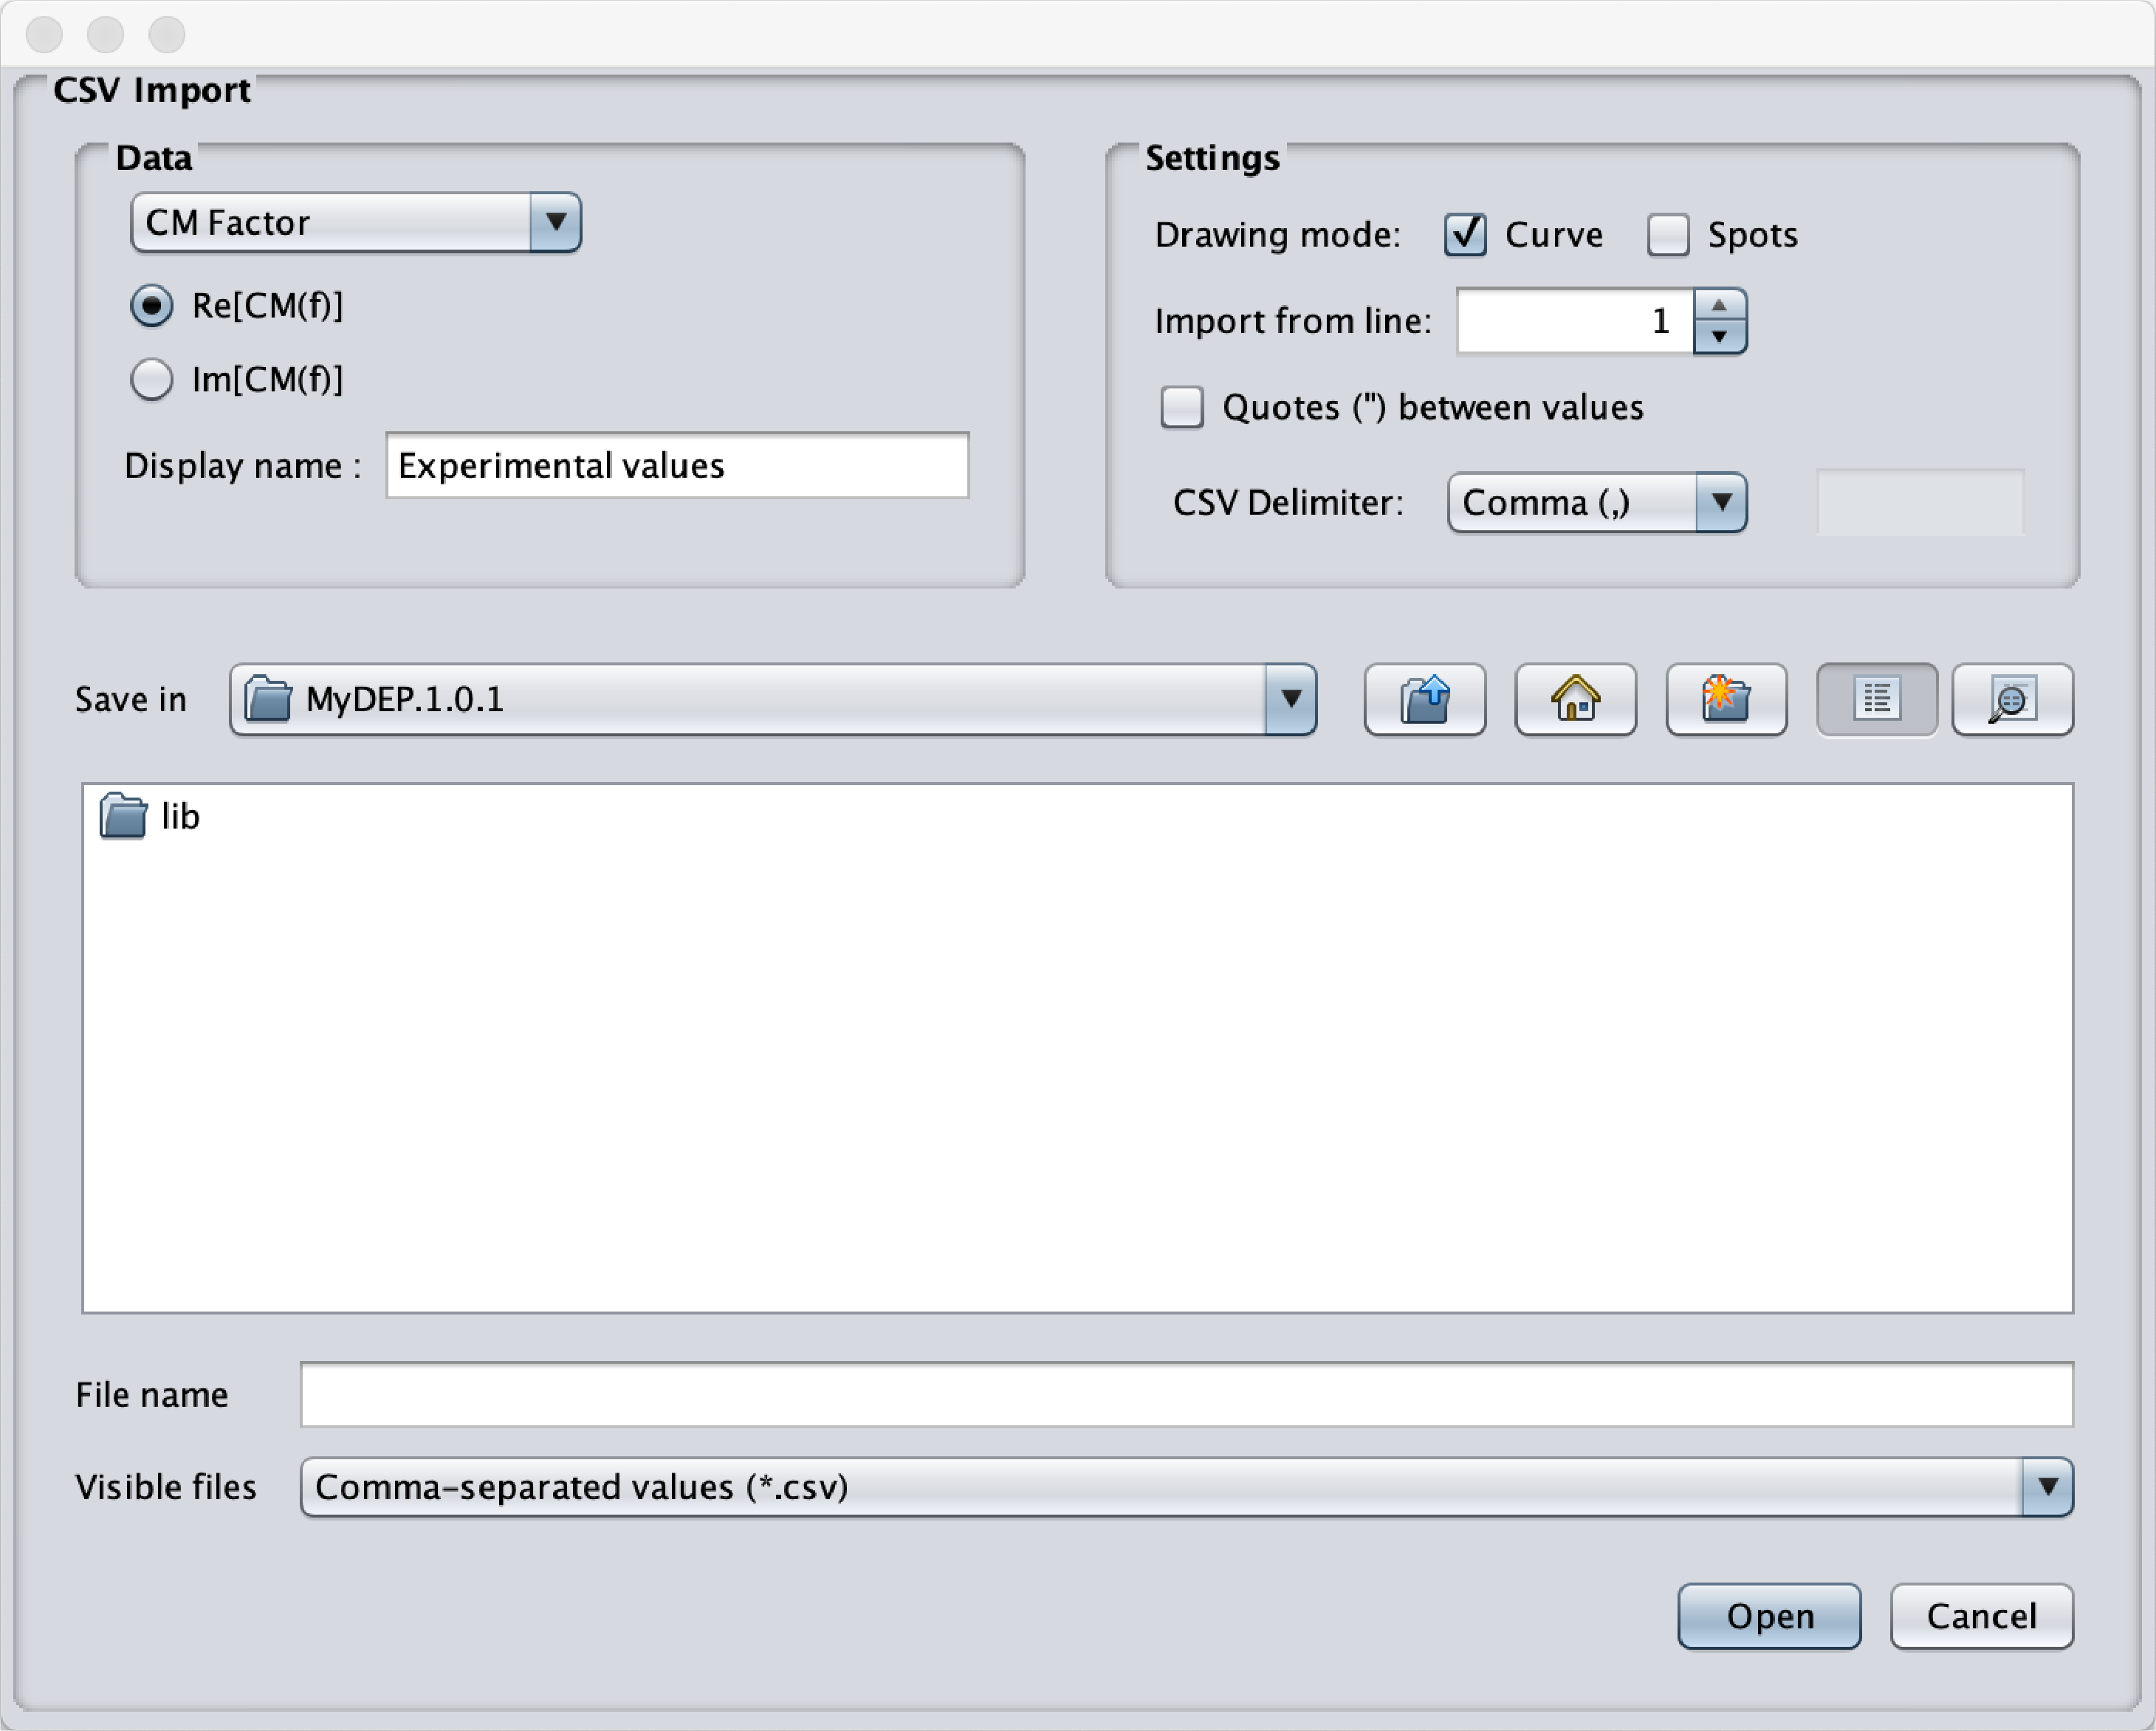 CSV Import
Data
CM Factor
Re[CM(f)]
Im[CM(f)]
Display name : Experimental values
Settings
Drawing mode: Curve Spots
Import from line: 1
Quotes (") between values
CSV Delimiter: Comma (,)
Save in MyDEP.1.0.1
lib
File name
Visible files Comma-separated values (*.csv)
Open Cancel